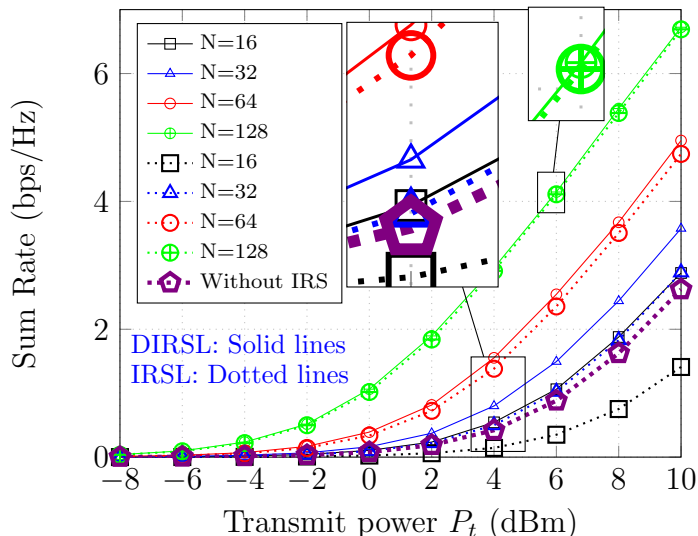 N=16
N=32
N=64
N=128
N=16
N=32
N=64
N=128
Without IRS
DIRSL: Solid lines
IRSL: Dotted lines
Sum Rate (bps/Hz)
6
4
2
0
−8 −6 −4 −2 0 2 4 6 8 10
Transmit power P_t (dBm)